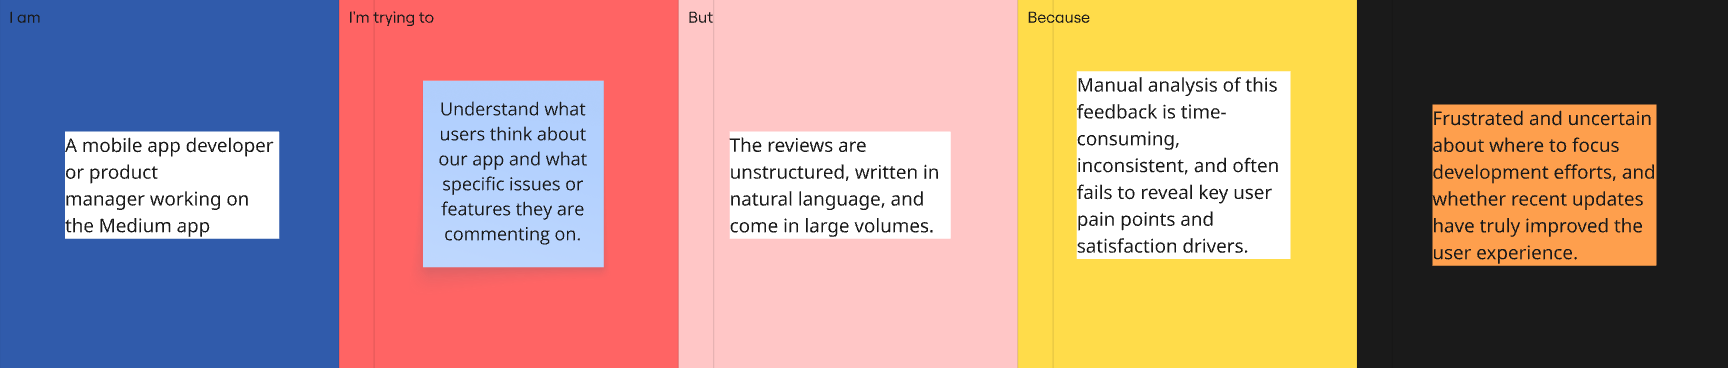 I am
A mobile app developer
or product
manager working on
the Medium app
I'm trying to
Understand what
users think about
our app and what
specific issues or
features they are
commenting on.
But
The reviews are
unstructured, written in
natural language, and
come in large volumes.
Because
Manual analysis of this
feedback is time-
consuming,
inconsistent, and often
fails to reveal key user
pain points and
satisfaction drivers.
Frustrated and uncertain
about where to focus
development efforts, and
whether recent updates
have truly improved the
user experience.